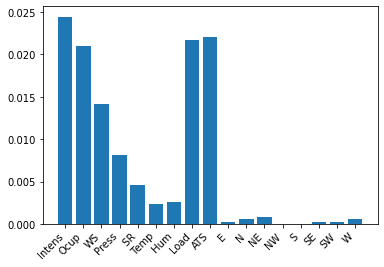 0.025
0.020
0.015
0.010
0.005
0.000
Intens
Ocup
WS
Press
SR
Temp
Hum
Load
ATS
E
N
NE
NW
S
SE
SW
W